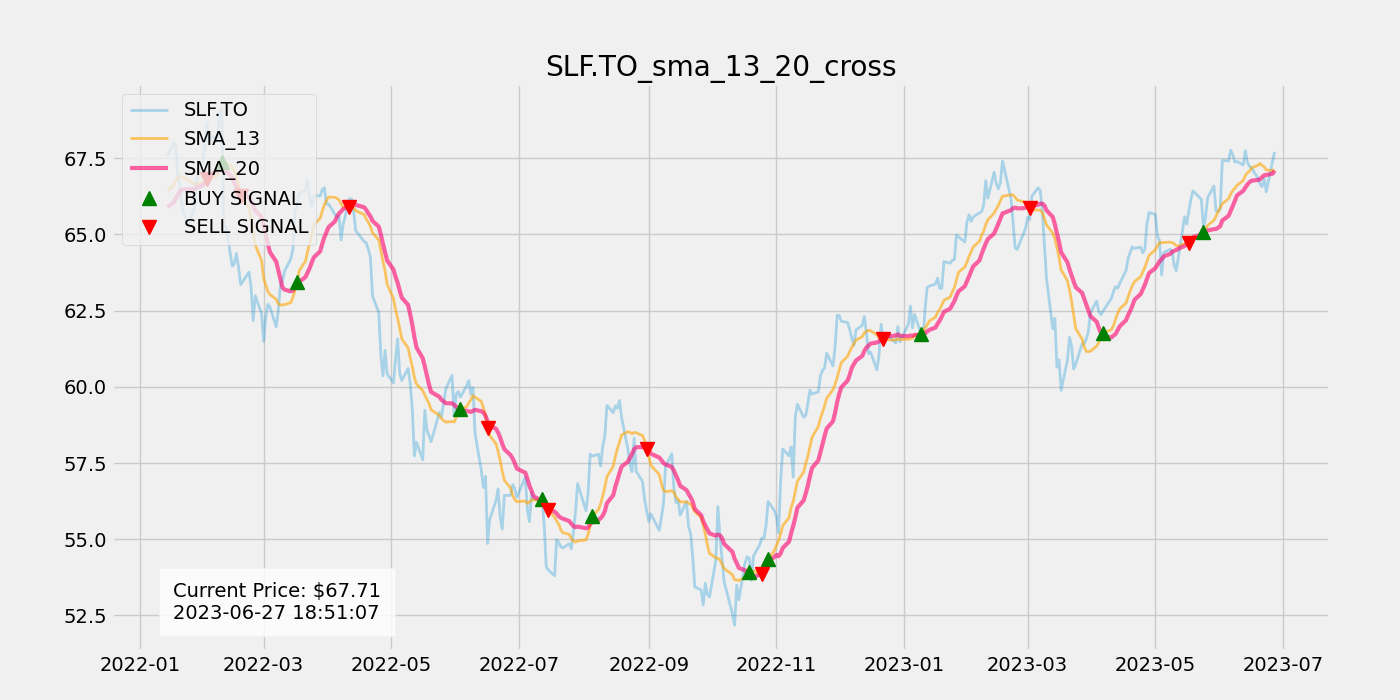 SLF.TO_sma_13_20_cross
SLF.TO
SMA_13
SMA_20
BUY SIGNAL
SELL SIGNAL
67.5
65.0
62.5
60.0
57.5
55.0
52.5
Current Price: $67.71
2023-06-27 18:51:07
2022-01 2022-03 2022-05 2022-07 2022-09 2022-11 2023-01 2023-03 2023-05 2023-07